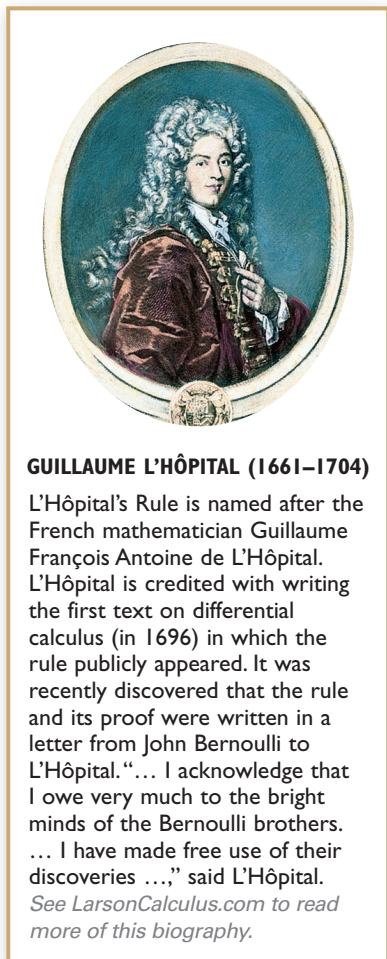 GUILLAUME L’HÔPITAL (1661–1704)
L’Hôpital’s Rule is named after the
French mathematician Guillaume
François Antoine de L’Hôpital.
L’Hôpital is credited with writing
the first text on differential
calculus (in 1696) in which the
rule publicly appeared. It was
recently discovered that the rule
and its proof were written in a
letter from John Bernoulli to
L’Hôpital. “… I acknowledge that
I owe very much to the bright
minds of the Bernoulli brothers.
… I have made free use of their
discoveries …,” said L’Hôpital.
See LarsonCalculus.com to read
more of this biography.